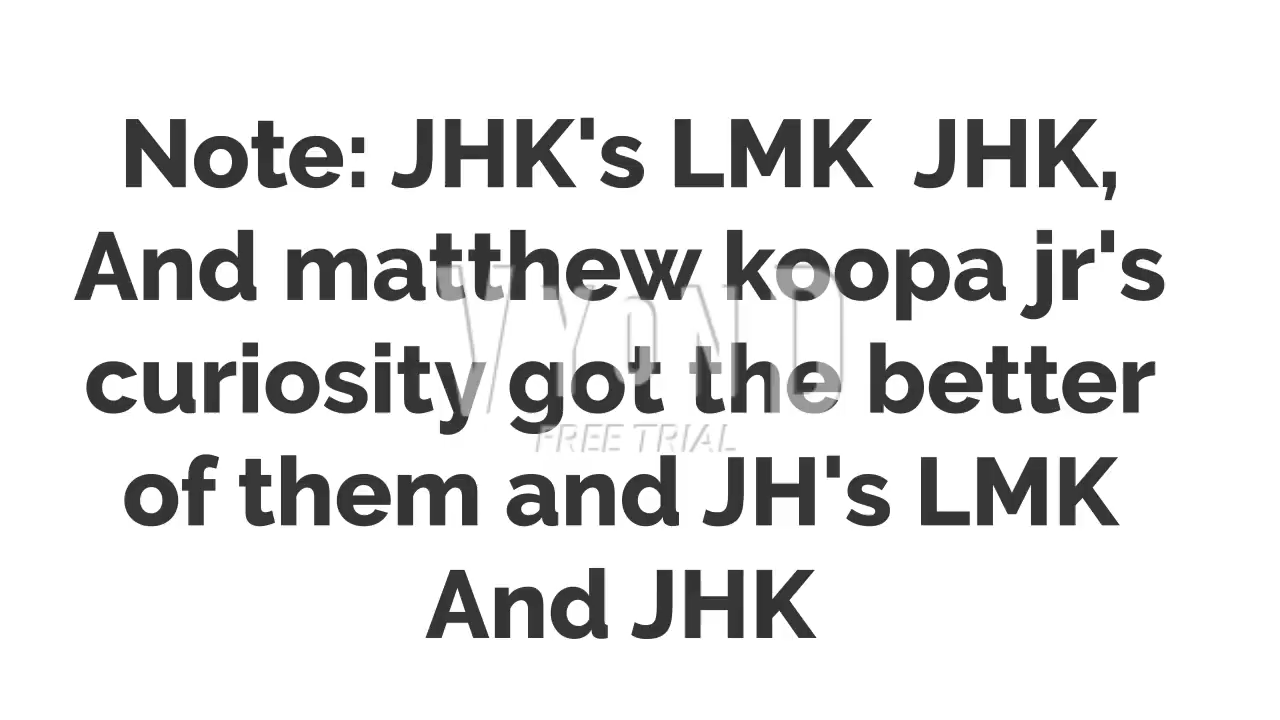 Note: JHK's LMK  JHK,
And matthew koopa jr's
curiosity got the better
of them and JH's LMK
And JHK
VYOND
FREE TRIAL